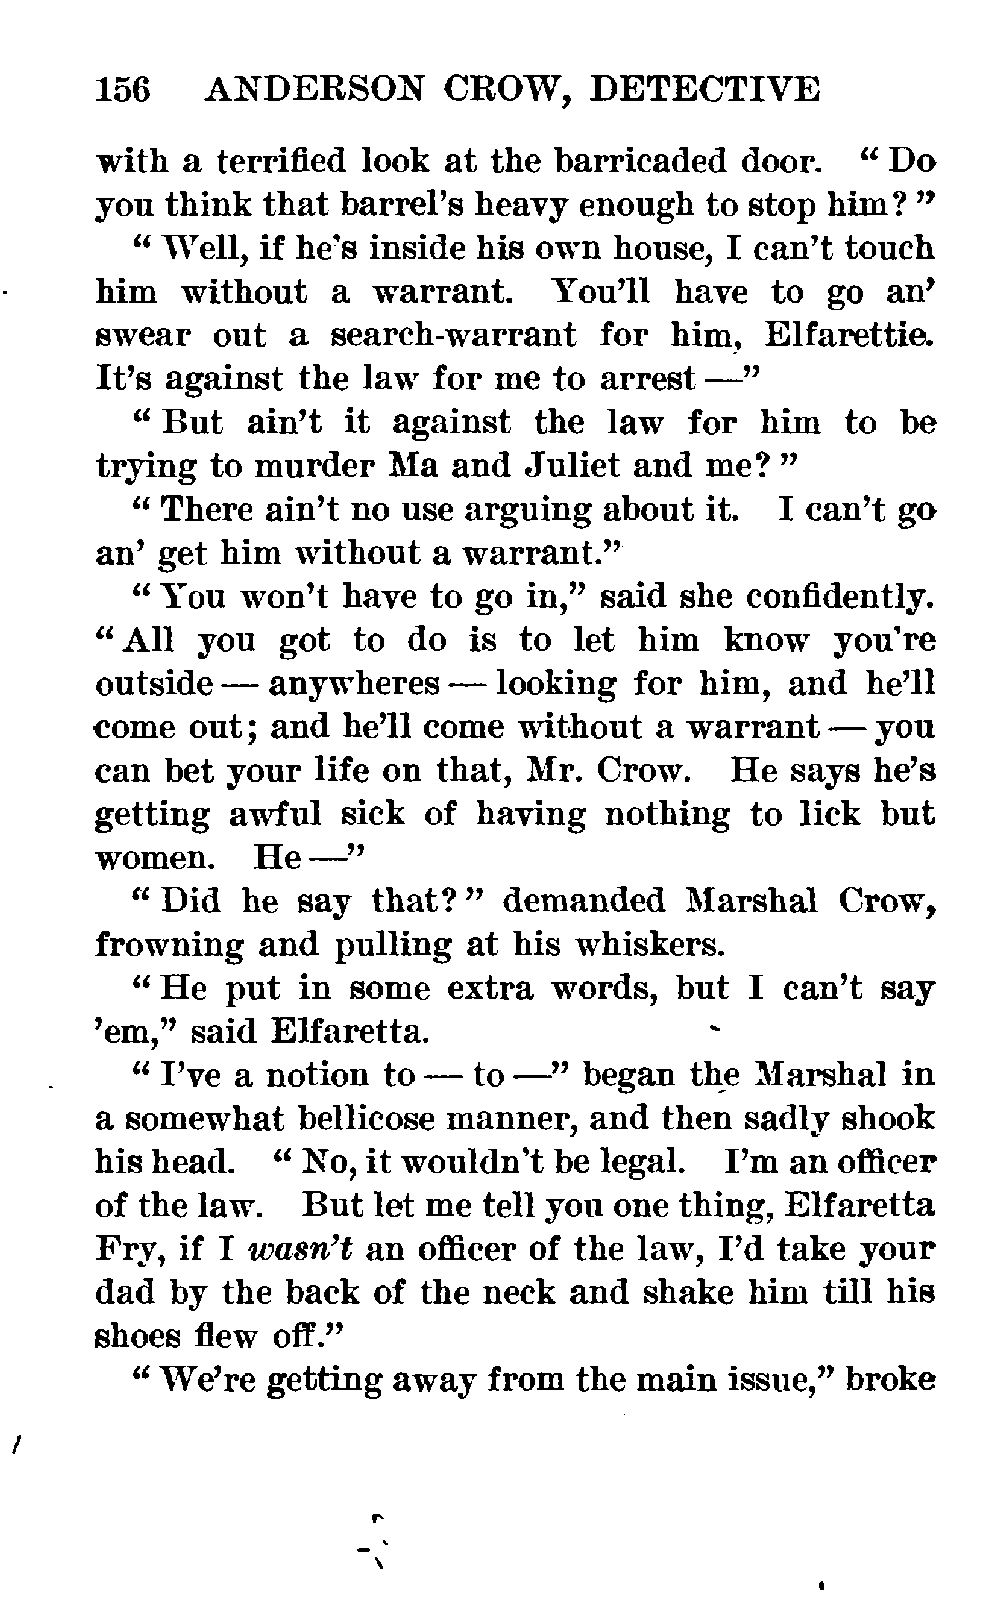 156 ANDERSON CROW, DETECTIVE
with a terrified look at the barricaded door. “ Do
you think that barrel’s heavy enough to stop him? ”
“ Well, if he’s inside his own house, I can’t touch
him without a warrant. You’ll have to go an’
swear out a search-warrant for him, Elfarettie.
It’s against the law for me to arrest —”
“ But ain’t it against the law for him to be
trying to murder Ma and Juliet and me? ”
“ There ain’t no use arguing about it. I can’t go
an’ get him without a warrant.”
“ You won’t have to go in,” said she confidently.
“ All you got to do is to let him know you’re
outside — anywheres — looking for him, and he’ll
come out; and he’ll come without a warrant — you
can bet your life on that, Mr. Crow. He says he’s
getting awful sick of having nothing to lick but
women. He —”
“ Did he say that? ” demanded Marshal Crow,
frowning and pulling at his whiskers.
“ He put in some extra words, but I can’t say
’em,” said Elfaretta.
“ I’ve a notion to — to —” began the Marshal in
a somewhat bellicose manner, and then sadly shook
his head. “ No, it wouldn’t be legal. I’m an officer
of the law. But let me tell you one thing, Elfaretta
Fry, if I wasn’t an officer of the law, I’d take your
dad by the back of the neck and shake him till his
shoes flew off.”
“ We’re getting away from the main issue,” broke